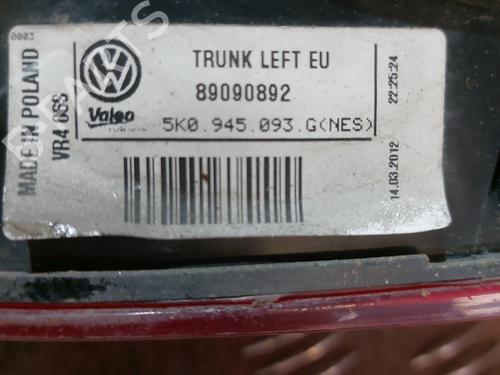 0003
MADE IN POLAND
VR4 6SS
Valeo
TRUNK LEFT EU
89090892
5K0.945.093.G(NES)
22:25:24
14.03.2012